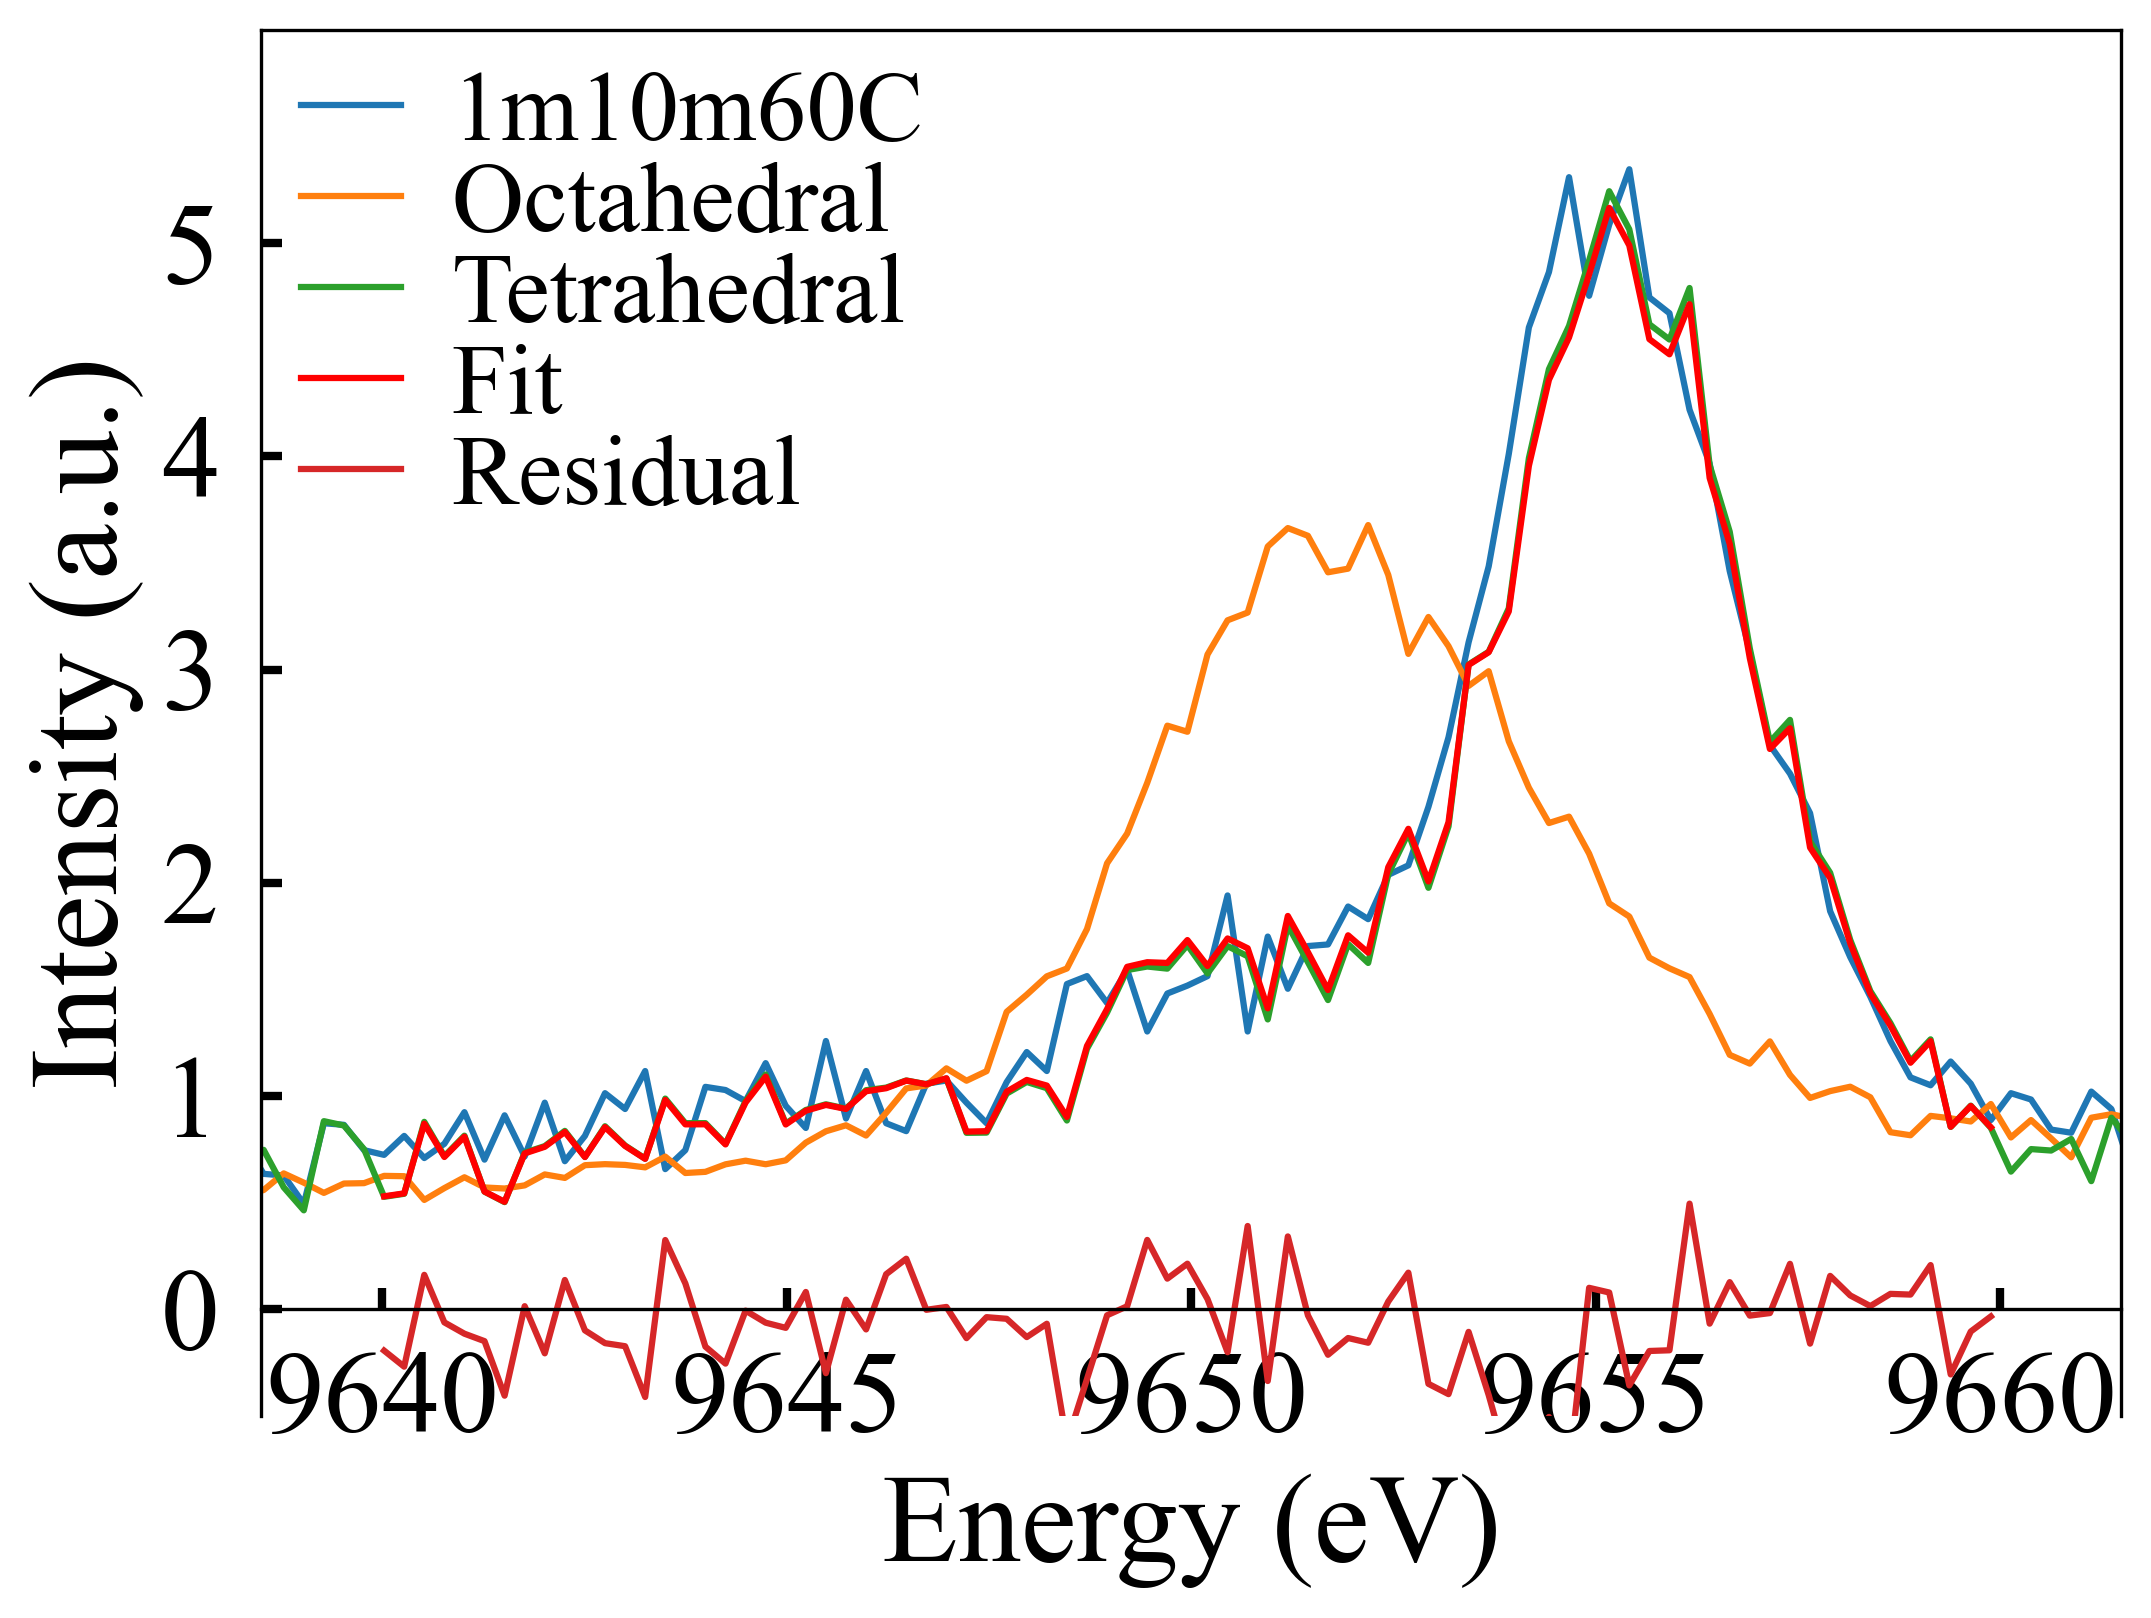 1m10m60C
Octahedral
Tetrahedral
Fit
Residual
5
4
3
2
1
0
Intensity (a.u.)
9640 9645 9650 9655 9660
Energy (eV)